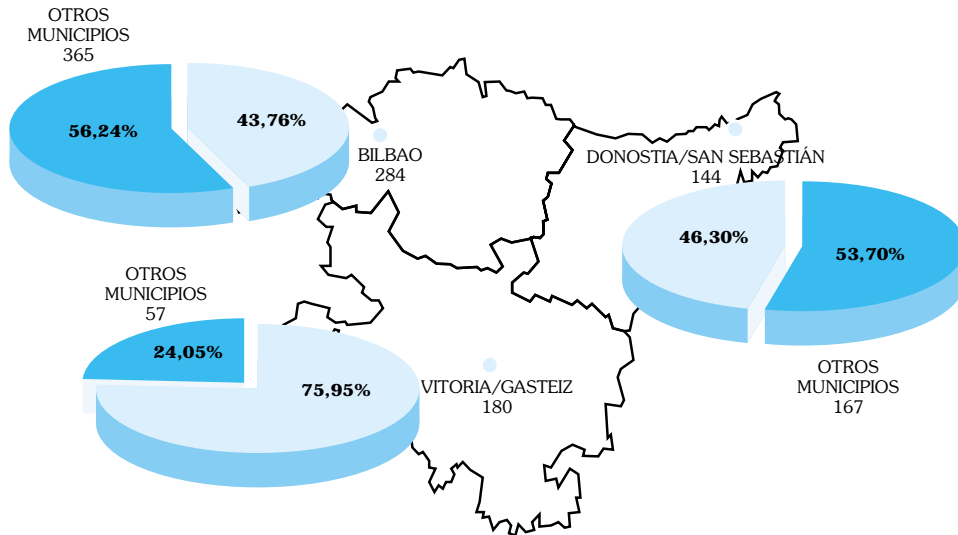 OTROS
MUNICIPIOS
365
56,24%
43,76%
BILBAO
284
DONOSTIA/SAN SEBASTIÁN
144
46,30%
53,70%
OTROS
MUNICIPIOS
167
OTROS
MUNICIPIOS
57
24,05%
75,95%
VITORIA/GASTEIZ
180